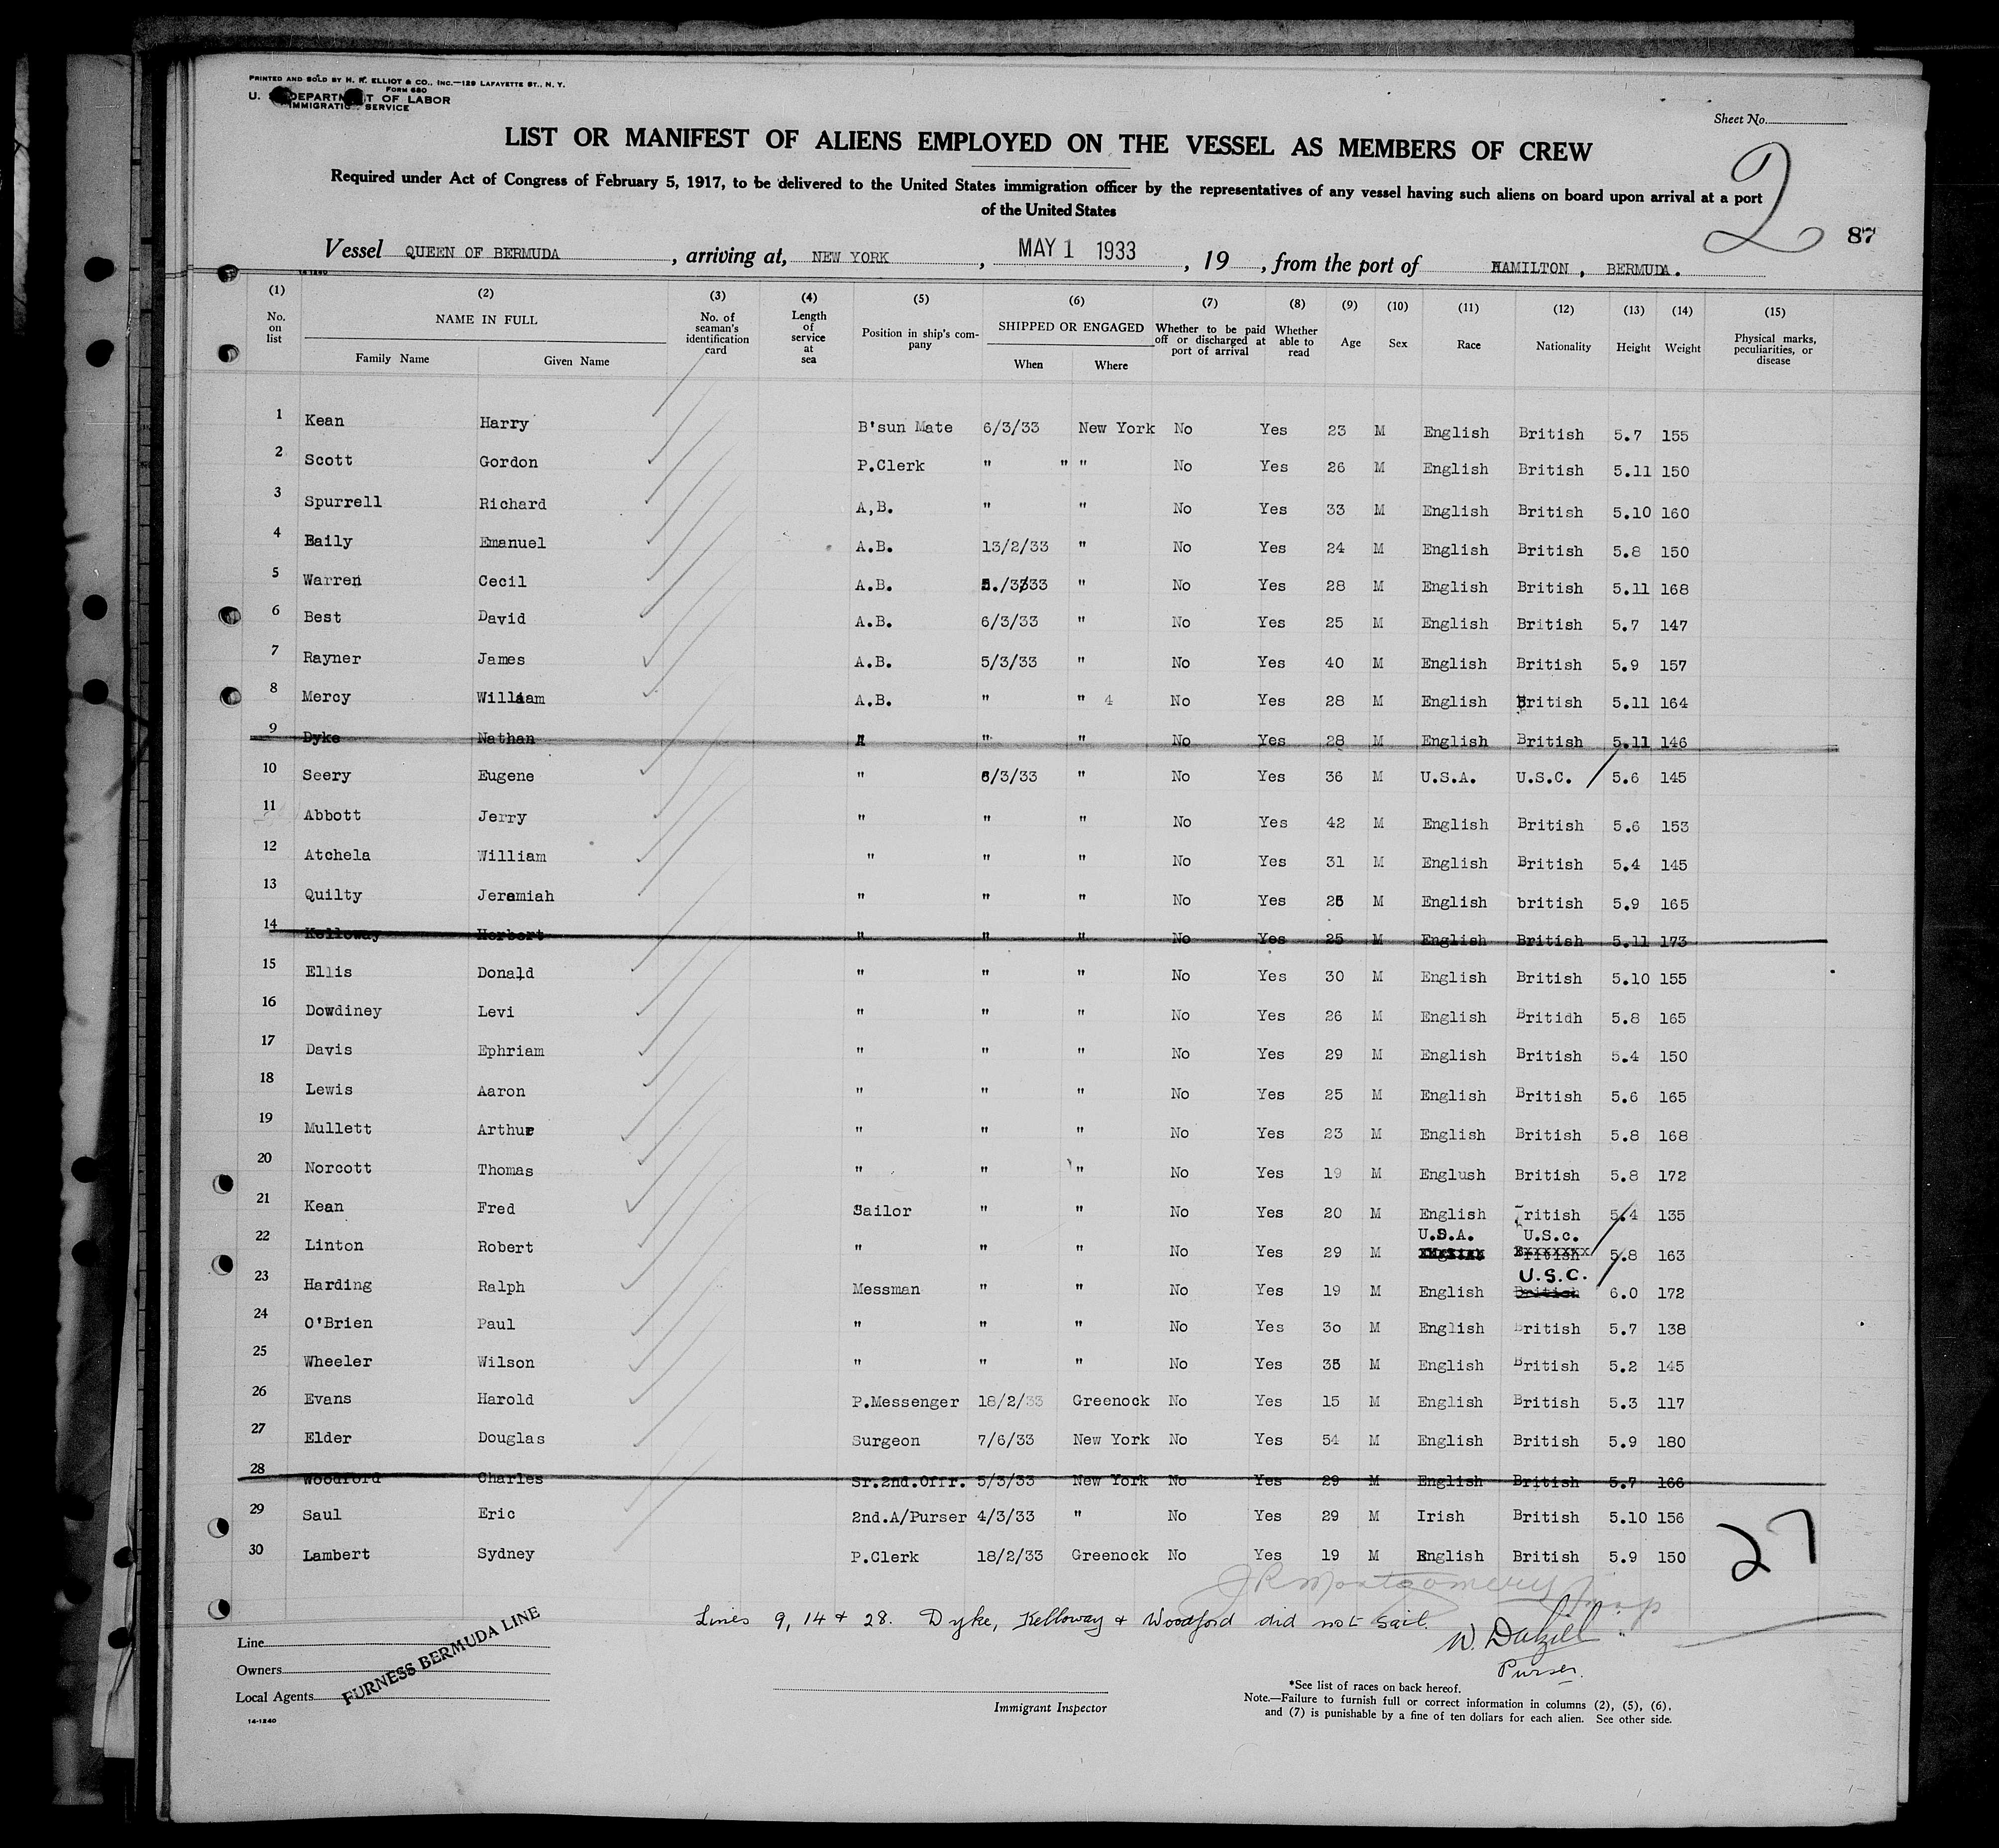 PRINTED AND SOLD BY H. R. ELLIOT & CO., INC.—129 LAFAYETTE ST., N. Y.
FORM 680
U. S. DEPARTMENT OF LABOR
IMMIGRATION SERVICE
Sheet No.
LIST OR MANIFEST OF ALIENS EMPLOYED ON THE VESSEL AS MEMBERS OF CREW
2
Required under Act of Congress of February 5, 1917, to be delivered to the United States immigration officer by the representatives of any vessel having such aliens on board upon arrival at a port
of the United States
87
Vessel QUEEN OF BERMUDA, arriving at, NEW YORK, MAY 1 1933, 19, from the port of HAMILTON, BERMUDA.
14-1240
(1) (2) (3) (4) (5) (6) (7) (8) (9) (10) (11) (12) (13) (14) (15)
No. on list NAME IN FULL Family Name Given Name No. of seaman's identification card Length of service at sea Position in ship's company SHIPPED OR ENGAGED When Where Whether to be paid off or discharged at port of arrival Whether able to read Age Sex Race Nationality Height Weight Physical marks, peculiarities, or disease
1 Kean Harry B'sun Mate 6/3/33 New York No Yes 23 M English British 5.7 155
2 Scott Gordon P.Clerk " " " No Yes 26 M English British 5.11 150
3 Spurrell Richard A,B. " " No Yes 33 M English British 5.10 160
4 Baily Emanuel A.B. 13/2/33 " No Yes 24 M English British 5.8 150
5 Warren Cecil A.B. 5./3/33 " No Yes 28 M English British 5.11 168
6 Best David A.B. 6/3/33 " No Yes 25 M English British 5.7 147
7 Rayner James A.B. 5/3/33 " No Yes 40 M English British 5.9 157
8 Mercy William A.B. " " 4 No Yes 28 M English British 5.11 164
9 Dyke Nathan " " " No Yes 28 M English British 5.11 146
10 Seery Eugene " 6/3/33 " No Yes 36 M U.S.A. U.S.C. 5.6 145
11 Abbott Jerry " " " No Yes 42 M English British 5.6 153
12 Atchela William " " " No Yes 31 M English British 5.4 145
13 Quilty Jeremiah " " " No Yes 26 M English british 5.9 165
14 Kelloway Herbert " " " No Yes 25 M English British 5.11 173
15 Ellis Donald " " " No Yes 30 M English British 5.10 155
16 Dowdiney Levi " " " No Yes 26 M English Britidh 5.8 165
17 Davis Ephriam " " " No Yes 29 M English British 5.4 150
18 Lewis Aaron " " " No Yes 25 M English British 5.6 165
19 Mullett Arthur " " " No Yes 23 M English British 5.8 168
20 Norcott Thomas " " " No Yes 19 M Englush British 5.8 172
21 Kean Fred Sailor " " No Yes 20 M English British 5.4 135
22 Linton Robert " " " No Yes 29 M U.S.A. English U.S.c. British 5.8 163
23 Harding Ralph Messman " " No Yes 19 M English U.S.C. British 6.0 172
24 O'Brien Paul " " " No Yes 3o M English British 5.7 138
25 Wheeler Wilson " " " No Yes 35 M English British 5.2 145
26 Evans Harold P.Messenger 18/2/33 Greenock No Yes 15 M English British 5.3 117
27 Elder Douglas Surgeon 7/6/33 New York No Yes 54 M English British 5.9 180
28 Woodford Charles Sr.2nd.Offr. 5/3/33 New York No Yes 29 M English British 5.7 166
29 Saul Eric 2nd.A/Purser 4/3/33 " No Yes 29 M Irish British 5.10 156
30 Lambert Sydney P.Clerk 18/2/33 Greenock No Yes 19 M English British 5.9 150
27
J R Montgomery
Lines 9, 14 + 28. Dyke, Kelloway + Woodford did not sail.
W. Dalzell
Purser.
Line
Owners
Local Agents
FURNESS BERMUDA LINE
14-1240
Immigrant Inspector
*See list of races on back hereof.
Note.—Failure to furnish full or correct information in columns (2), (5), (6),
and (7) is punishable by a fine of ten dollars for each alien. See other side.